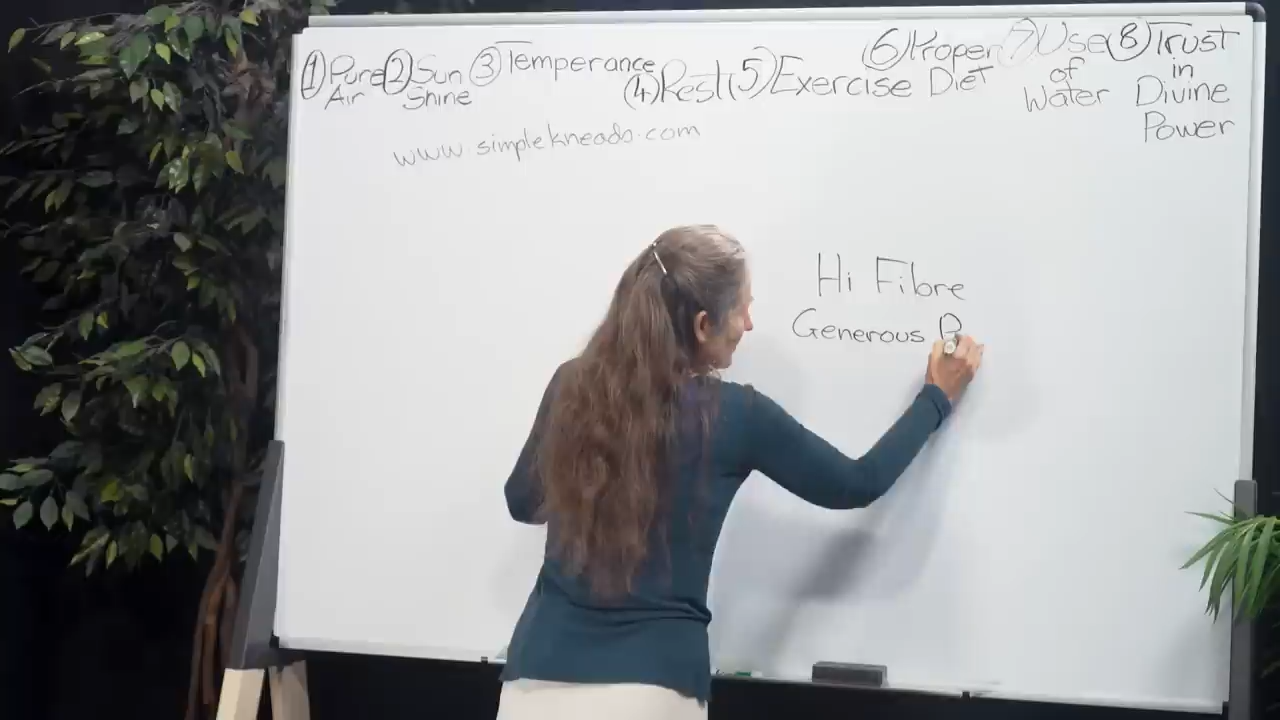 ① Pure Air
② Sun Shine
③ Temperance
④ Rest
⑤ Exercise
⑥ Proper Diet
⑦ Use of Water
⑧ Trust in Divine Power
www.simplekneads.com
Hi Fibre
Generous P